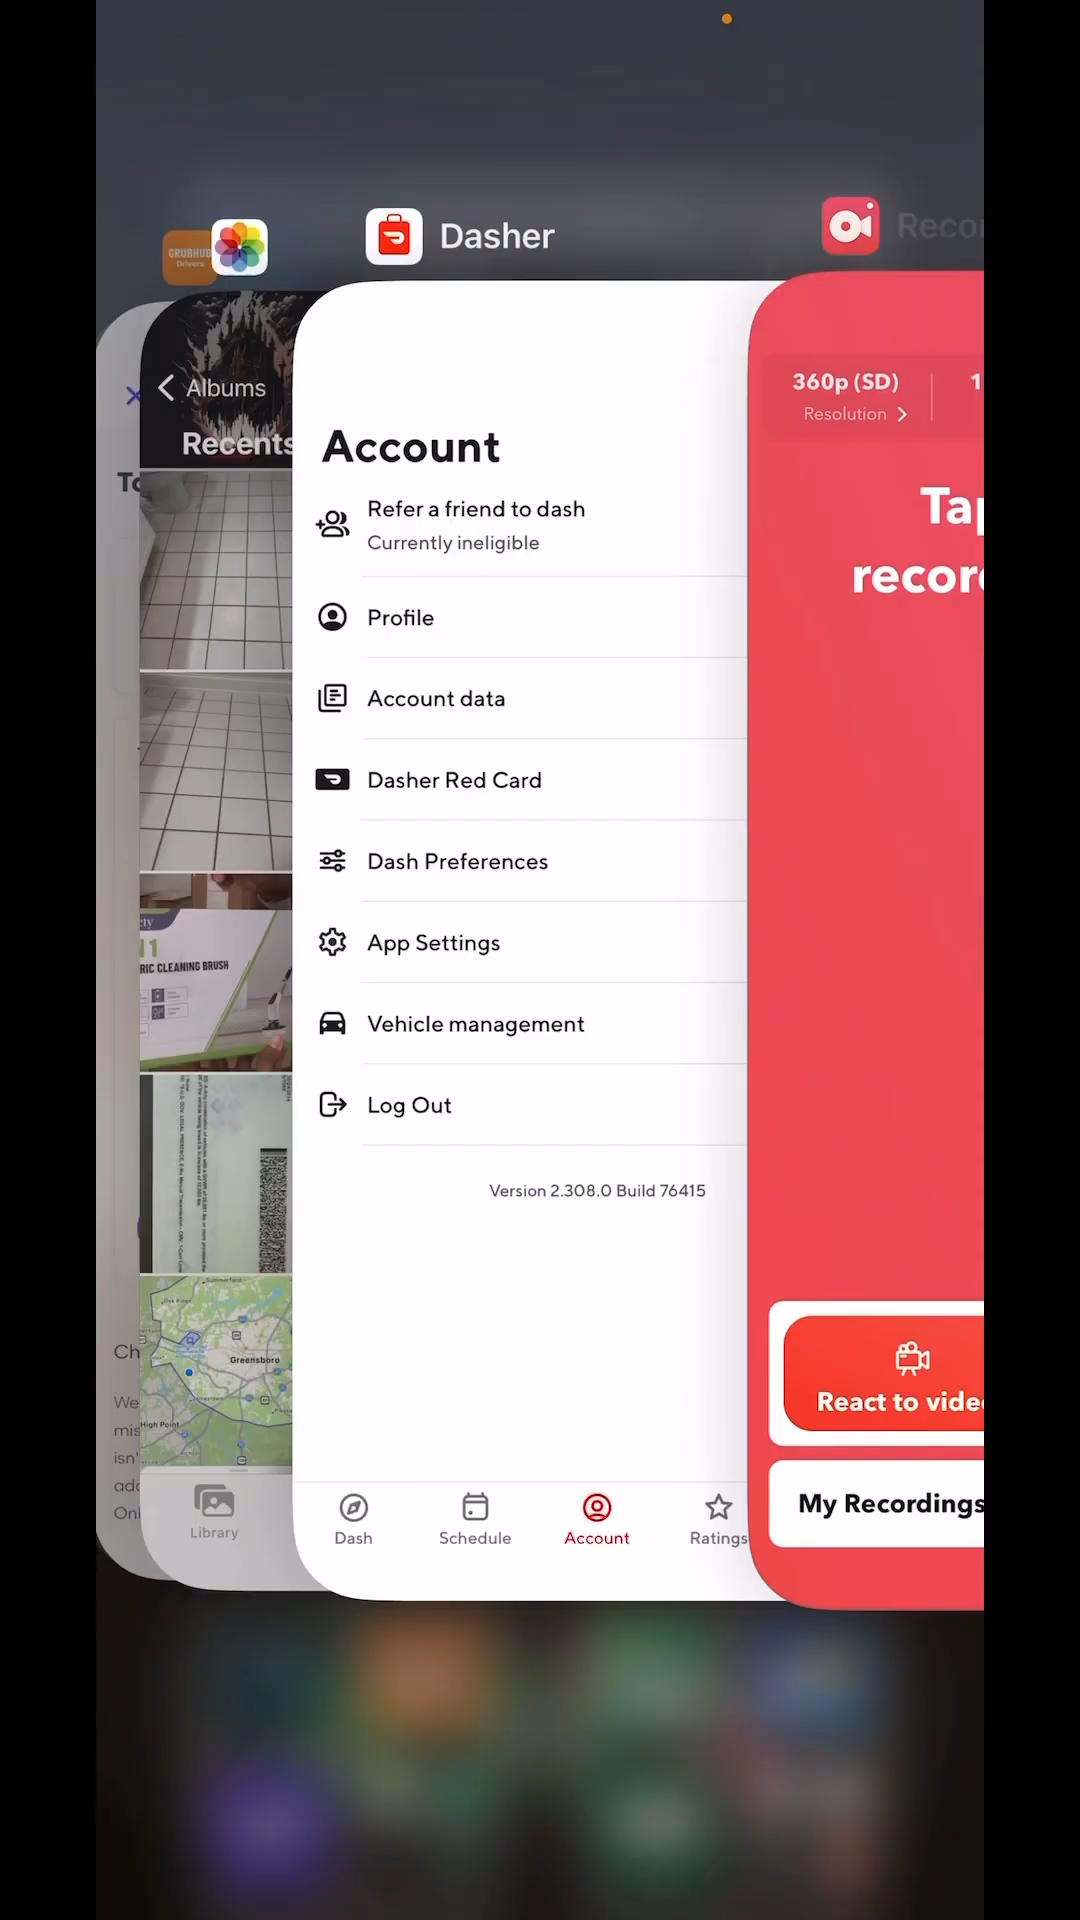 GRUBHUB
Drivers
Dasher
Albums
Recents
RIC CLEANING BRUSH
Greensboro
High Point
Library
Account
Refer a friend to dash
Currently ineligible
Profile
Account data
Dasher Red Card
Dash Preferences
App Settings
Vehicle management
Log Out
Version 2.308.0 Build 76415
Dash
Schedule
Account
Ratings
360p (SD)
Resolution
React to vide
My Recordings